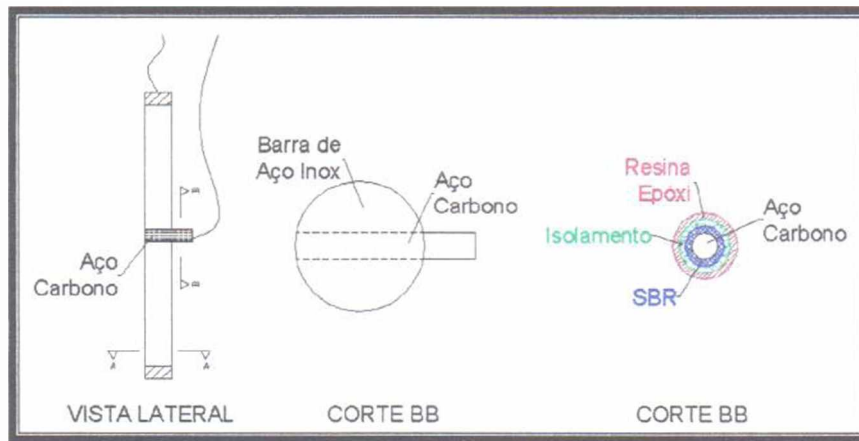 Barra de
Aço Inox
Aço
Carbono
Resina
Epóxi
Aço
Carbono
Isolamento
SBR
Aço
Carbono
B
B
A
A
VISTA LATERAL
CORTE BB
CORTE BB